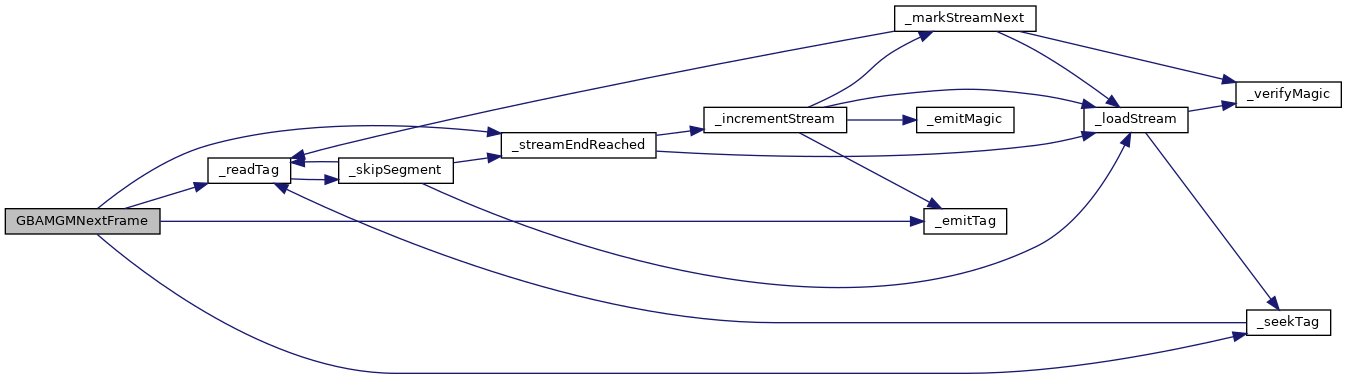 _markStreamNext
_verifyMagic
_incrementStream
_emitMagic
_loadStream
_streamEndReached
_readTag
_skipSegment
GBAMGMNextFrame
_emitTag
_seekTag